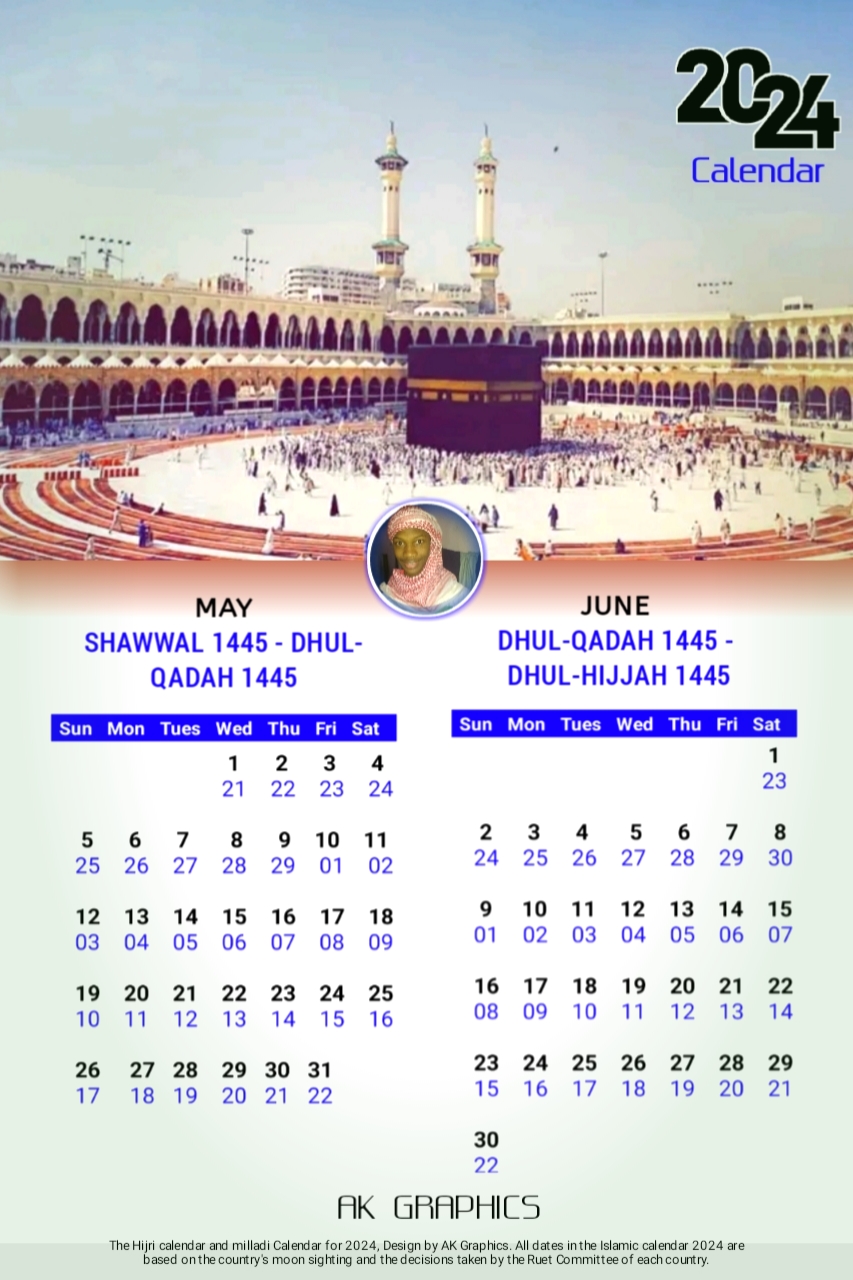 2024
Calendar
MAY
SHAWWAL 1445 - DHUL-
QADAH 1445
Sun Mon Tues Wed Thu Fri Sat
1 2 3 4
21 22 23 24
5 6 7 8 9 10 11
25 26 27 28 29 01 02
12 13 14 15 16 17 18
03 04 05 06 07 08 09
19 20 21 22 23 24 25
10 11 12 13 14 15 16
26 27 28 29 30 31
17 18 19 20 21 22
JUNE
DHUL-QADAH 1445 -
DHUL-HIJJAH 1445
Sun Mon Tues Wed Thu Fri Sat
1
23
2 3 4 5 6 7 8
24 25 26 27 28 29 30
9 10 11 12 13 14 15
01 02 03 04 05 06 07
16 17 18 19 20 21 22
08 09 10 11 12 13 14
23 24 25 26 27 28 29
15 16 17 18 19 20 21
30
22
AK GRAPHICS
The Hijri calendar and milladi Calendar for 2024, Design by AK Graphics. All dates in the Islamic calendar 2024 are
based on the country's moon sighting and the decisions taken by the Ruet Committee of each country.